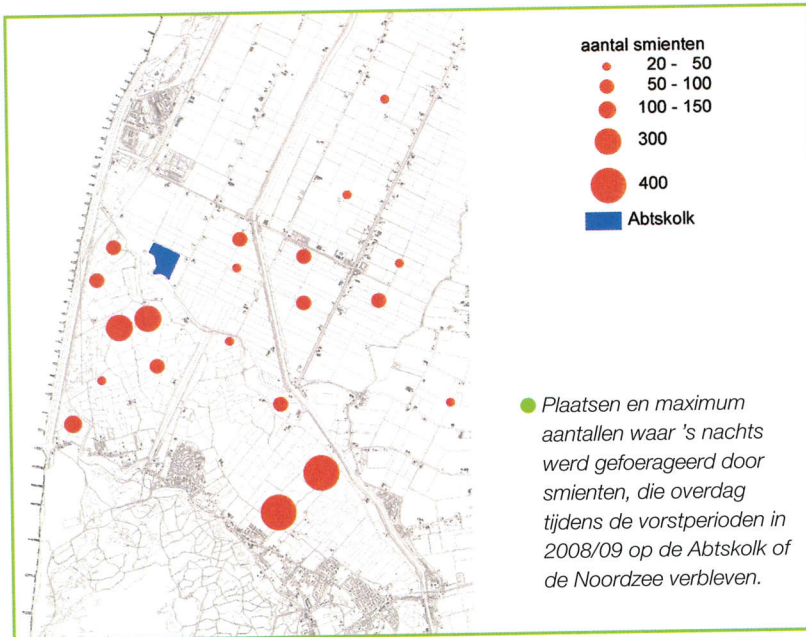 aantal smienten
20 - 50
50 - 100
100 - 150
300
400
Abtskolk
Plaatsen en maximum
aantallen waar 's nachts
werd gefoerageerd door
smienten, die overdag
tijdens de vorstperioden in
2008/09 op de Abtskolk of
de Noordzee verbleven.